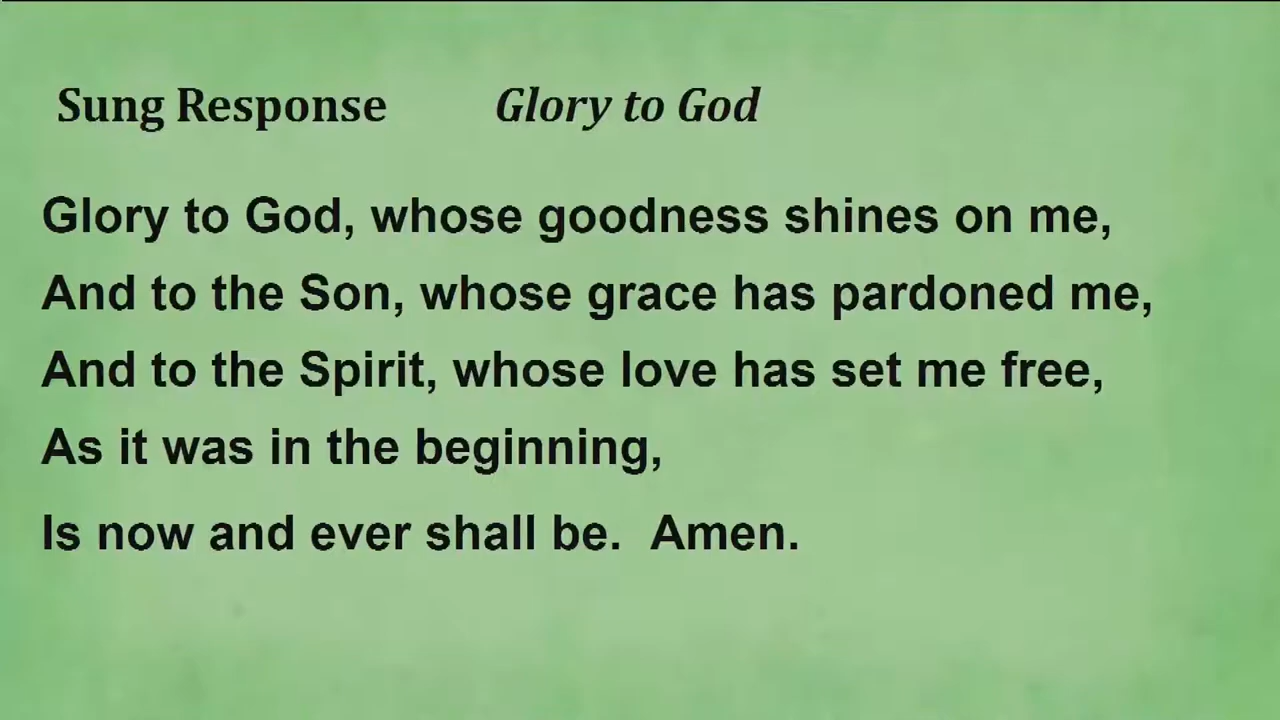 Sung Response Glory to God
Glory to God, whose goodness shines on me,
And to the Son, whose grace has pardoned me,
And to the Spirit, whose love has set me free,
As it was in the beginning,
Is now and ever shall be. Amen.